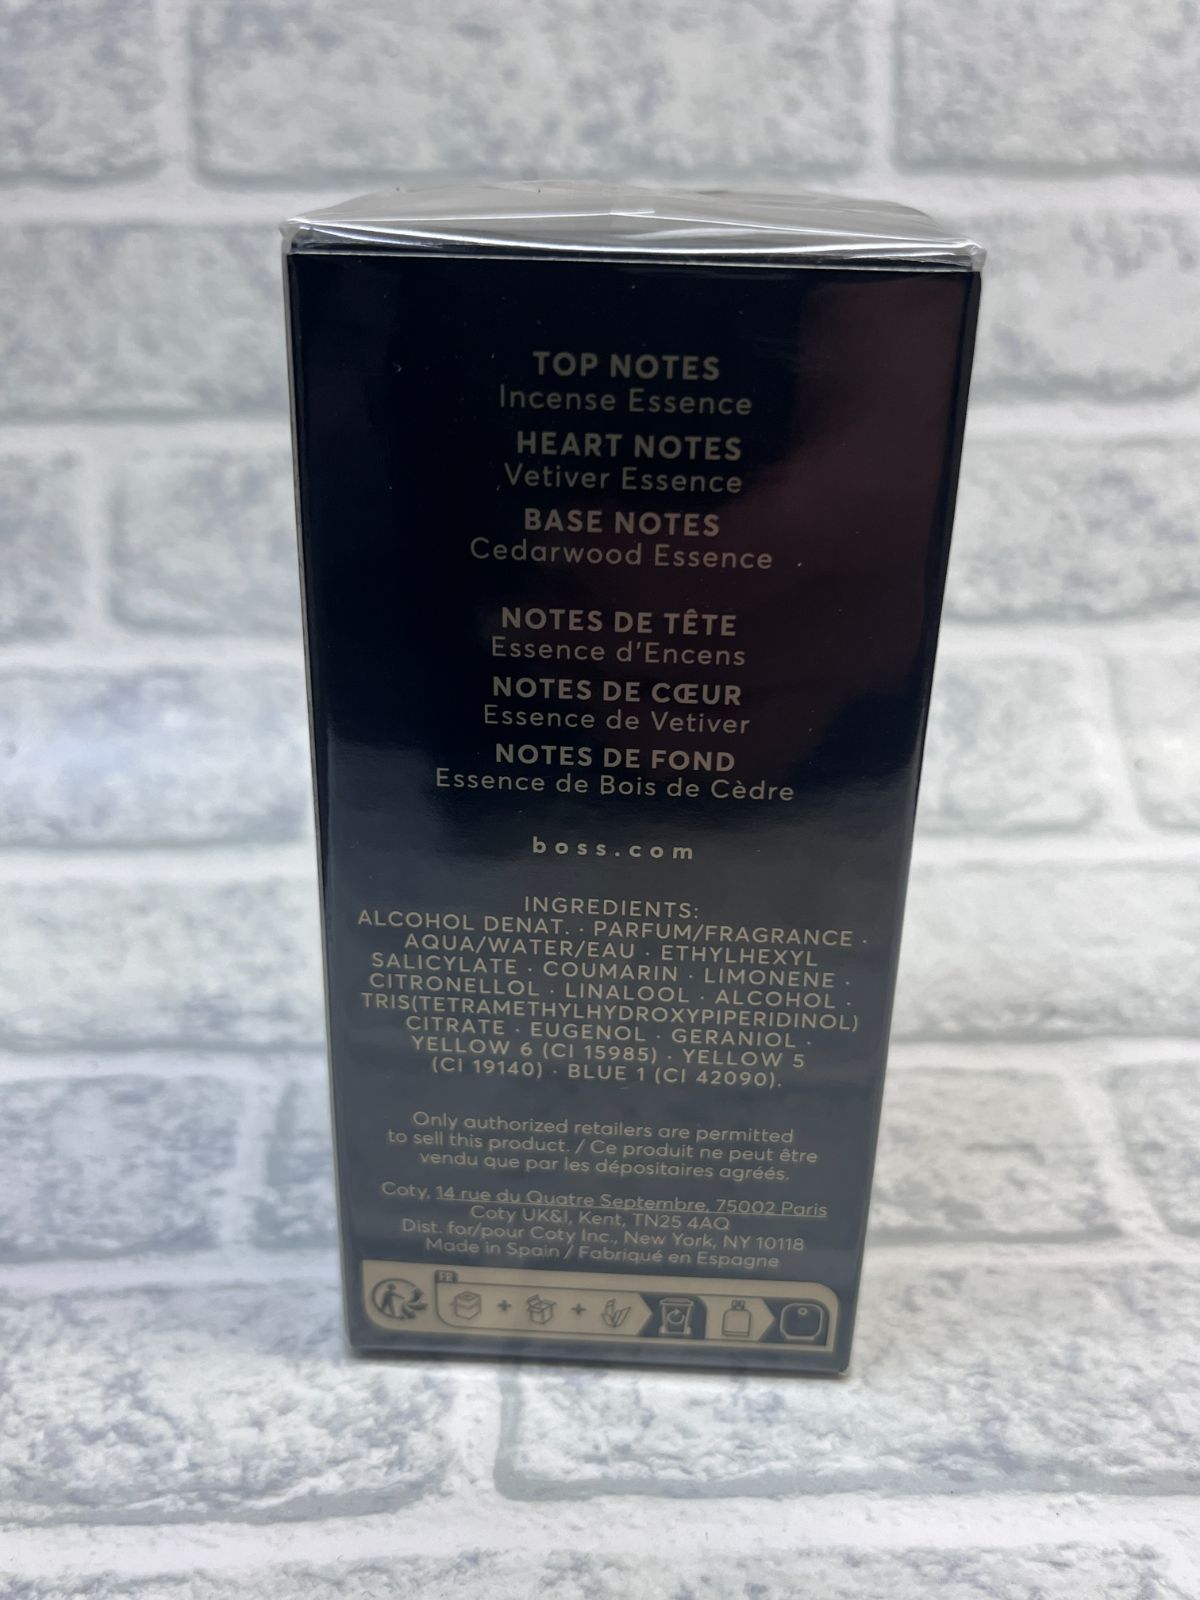 TOP NOTES
Incense Essence
HEART NOTES
Vetiver Essence
BASE NOTES
Cedarwood Essence
NOTES DE TÊTE
Essence d'Encens
NOTES DE CŒUR
Essence de Vetiver
NOTES DE FOND
Essence de Bois de Cèdre
boss.com
INGREDIENTS:
ALCOHOL DENAT. · PARFUM/FRAGRANCE ·
AQUA/WATER/EAU · ETHYLHEXYL
SALICYLATE · COUMARIN · LIMONENE ·
CITRONELLOL · LINALOOL · ALCOHOL ·
TRIS(TETRAMETHYLHYDROXYPIPERIDINOL)
CITRATE · EUGENOL · GERANIOL ·
YELLOW 6 (CI 15985) · YELLOW 5
(CI 19140) · BLUE 1 (CI 42090).
Only authorized retailers are permitted
to sell this product. / Ce produit ne peut être
vendu que par les dépositaires agréés.
Coty, 14 rue du Quatre Septembre, 75002 Paris
Coty UK&I, Kent, TN25 4AQ
Dist. for/pour Coty Inc., New York, NY 10118
Made in Spain / Fabriqué en Espagne
FR